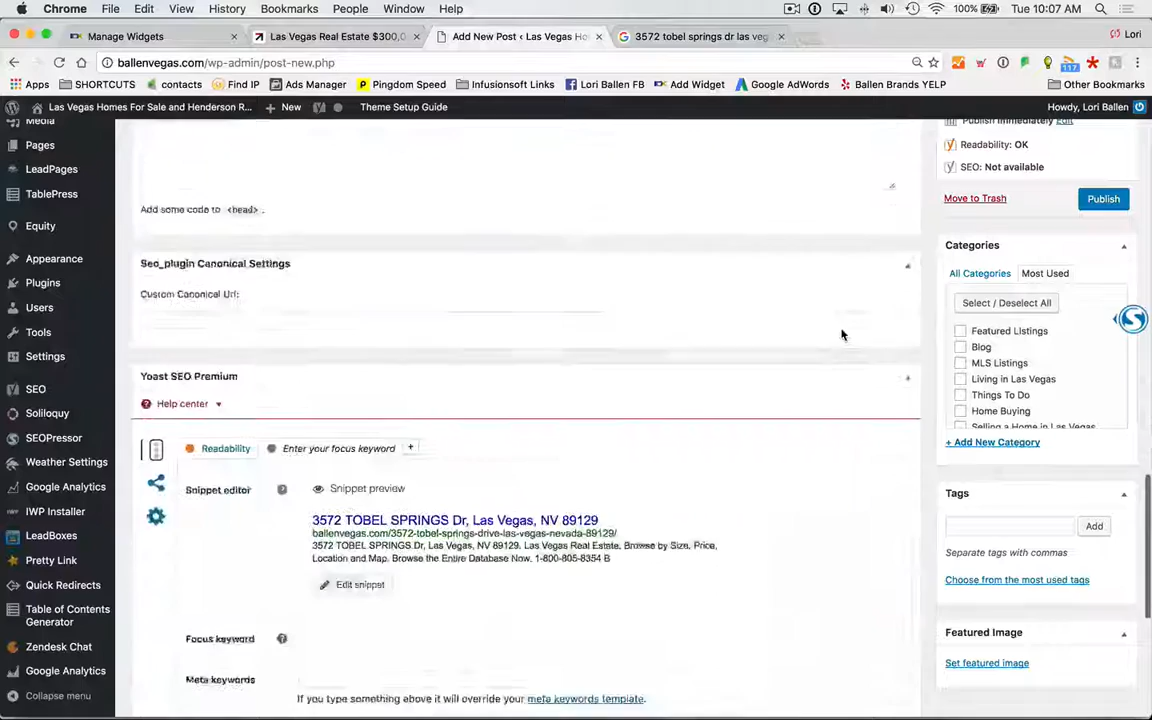 Chrome File Edit View History Bookmarks People Window Help 100% Tue 10:07 AM
Manage Widgets × Las Vegas Real Estate $300,0 × Add New Post ‹ Las Vegas Ho × 3572 tobel springs dr las veg × Lori
ballenvegas.com/wp-admin/post-new.php
117
Apps SHORTCUTS contacts Find IP Ads Manager Pingdom Speed Infusionsoft Links Lori Ballen FB Add Widget Google AdWords Ballen Brands YELP Other Bookmarks
Las Vegas Homes For Sale and Henderson R... + New Theme Setup Guide Howdy, Lori Ballen
Media
Pages
LeadPages
TablePress
Equity
Appearance
Plugins
Users
Tools
Settings
SEO
Soliloquy
SEOPressor
Weather Settings
Google Analytics
IWP Installer
LeadBoxes
Pretty Link
Quick Redirects
Table of Contents
Generator
Zendesk Chat
Google Analytics
Collapse menu
Add some code to <head> .
Seo_plugin Canonical Settings
Custom Canonical Url:
Yoast SEO Premium
Help center
Readability Enter your focus keyword +
Snippet editor Snippet preview
3572 TOBEL SPRINGS Dr, Las Vegas, NV 89129
ballenvegas.com/3572-tobel-springs-drive-las-vegas-nevada-89129/
3572 TOBEL SPRINGS Dr, Las Vegas, NV 89129. Las Vegas Real Estate. Browse by Size, Price,
Location and Map. Browse the Entire Database Now. 1-800-805-8354 B
Edit snippet
Focus keyword
Meta keywords
If you type something above it will override your meta keywords template.
Publish immediately Edit
Readability: OK
SEO: Not available
Move to Trash Publish
Categories
All Categories Most Used
Select / Deselect All
Featured Listings
Blog
MLS Listings
Living in Las Vegas
Things To Do
Home Buying
Selling a Home in Las Vegas
+ Add New Category
Tags
Add
Separate tags with commas
Choose from the most used tags
Featured Image
Set featured image